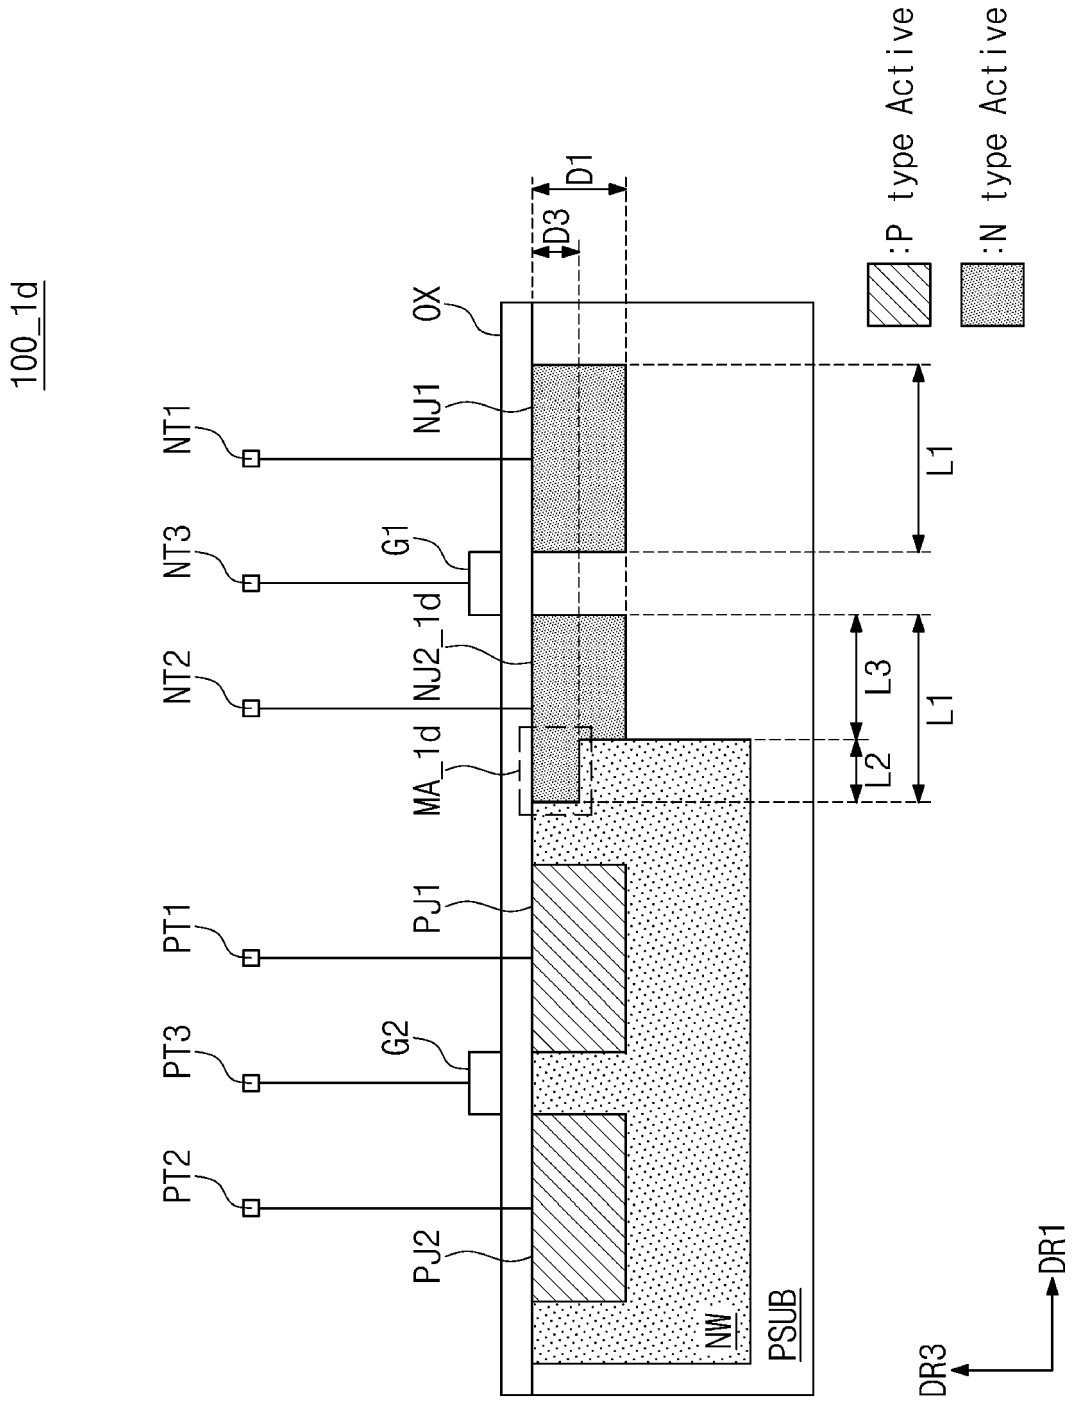 100_1d
PT2
PT3
PT1
NT2
NT3
NT1
PJ2
G2
PJ1
MA_1d
NJ2_1d
G1
NJ1
OX
D3
D1
NW
PSUB
L2
L3
L1
L1
DR3
DR1
:P type Active
:N type Active